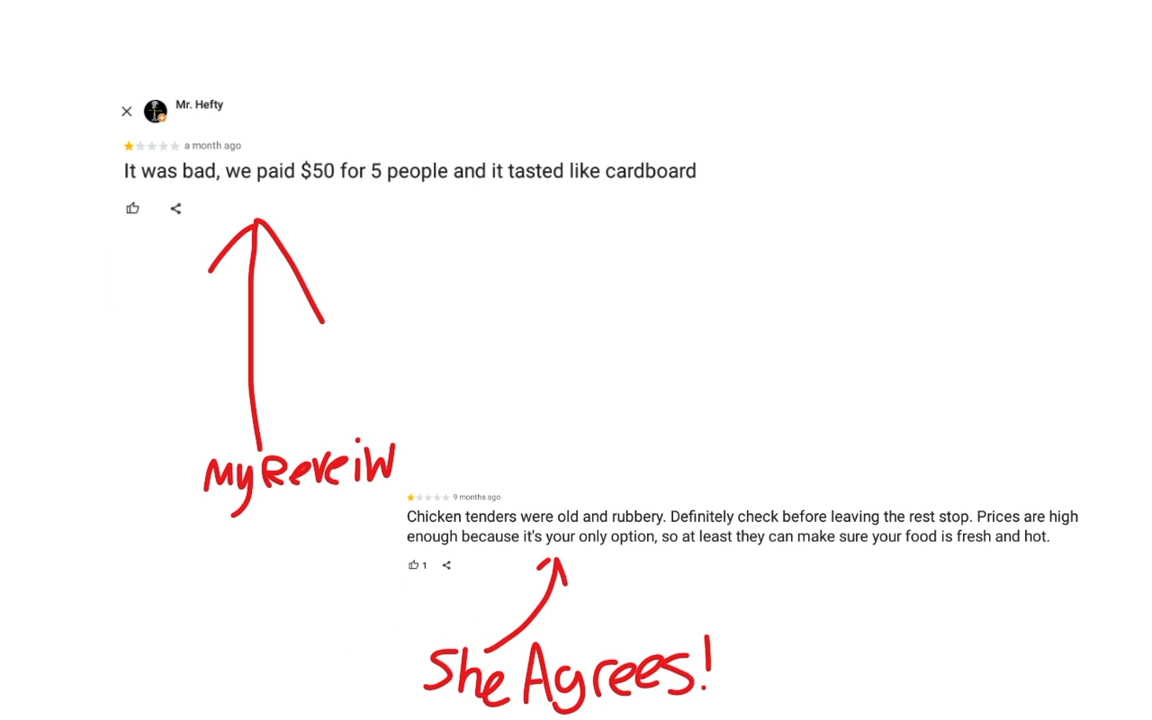 Mr. Hefty
a month ago
It was bad, we paid $50 for 5 people and it tasted like cardboard
My Reveiw
9 months ago
Chicken tenders were old and rubbery. Definitely check before leaving the rest stop. Prices are high
enough because it's your only option, so at least they can make sure your food is fresh and hot.
1
She Agrees!